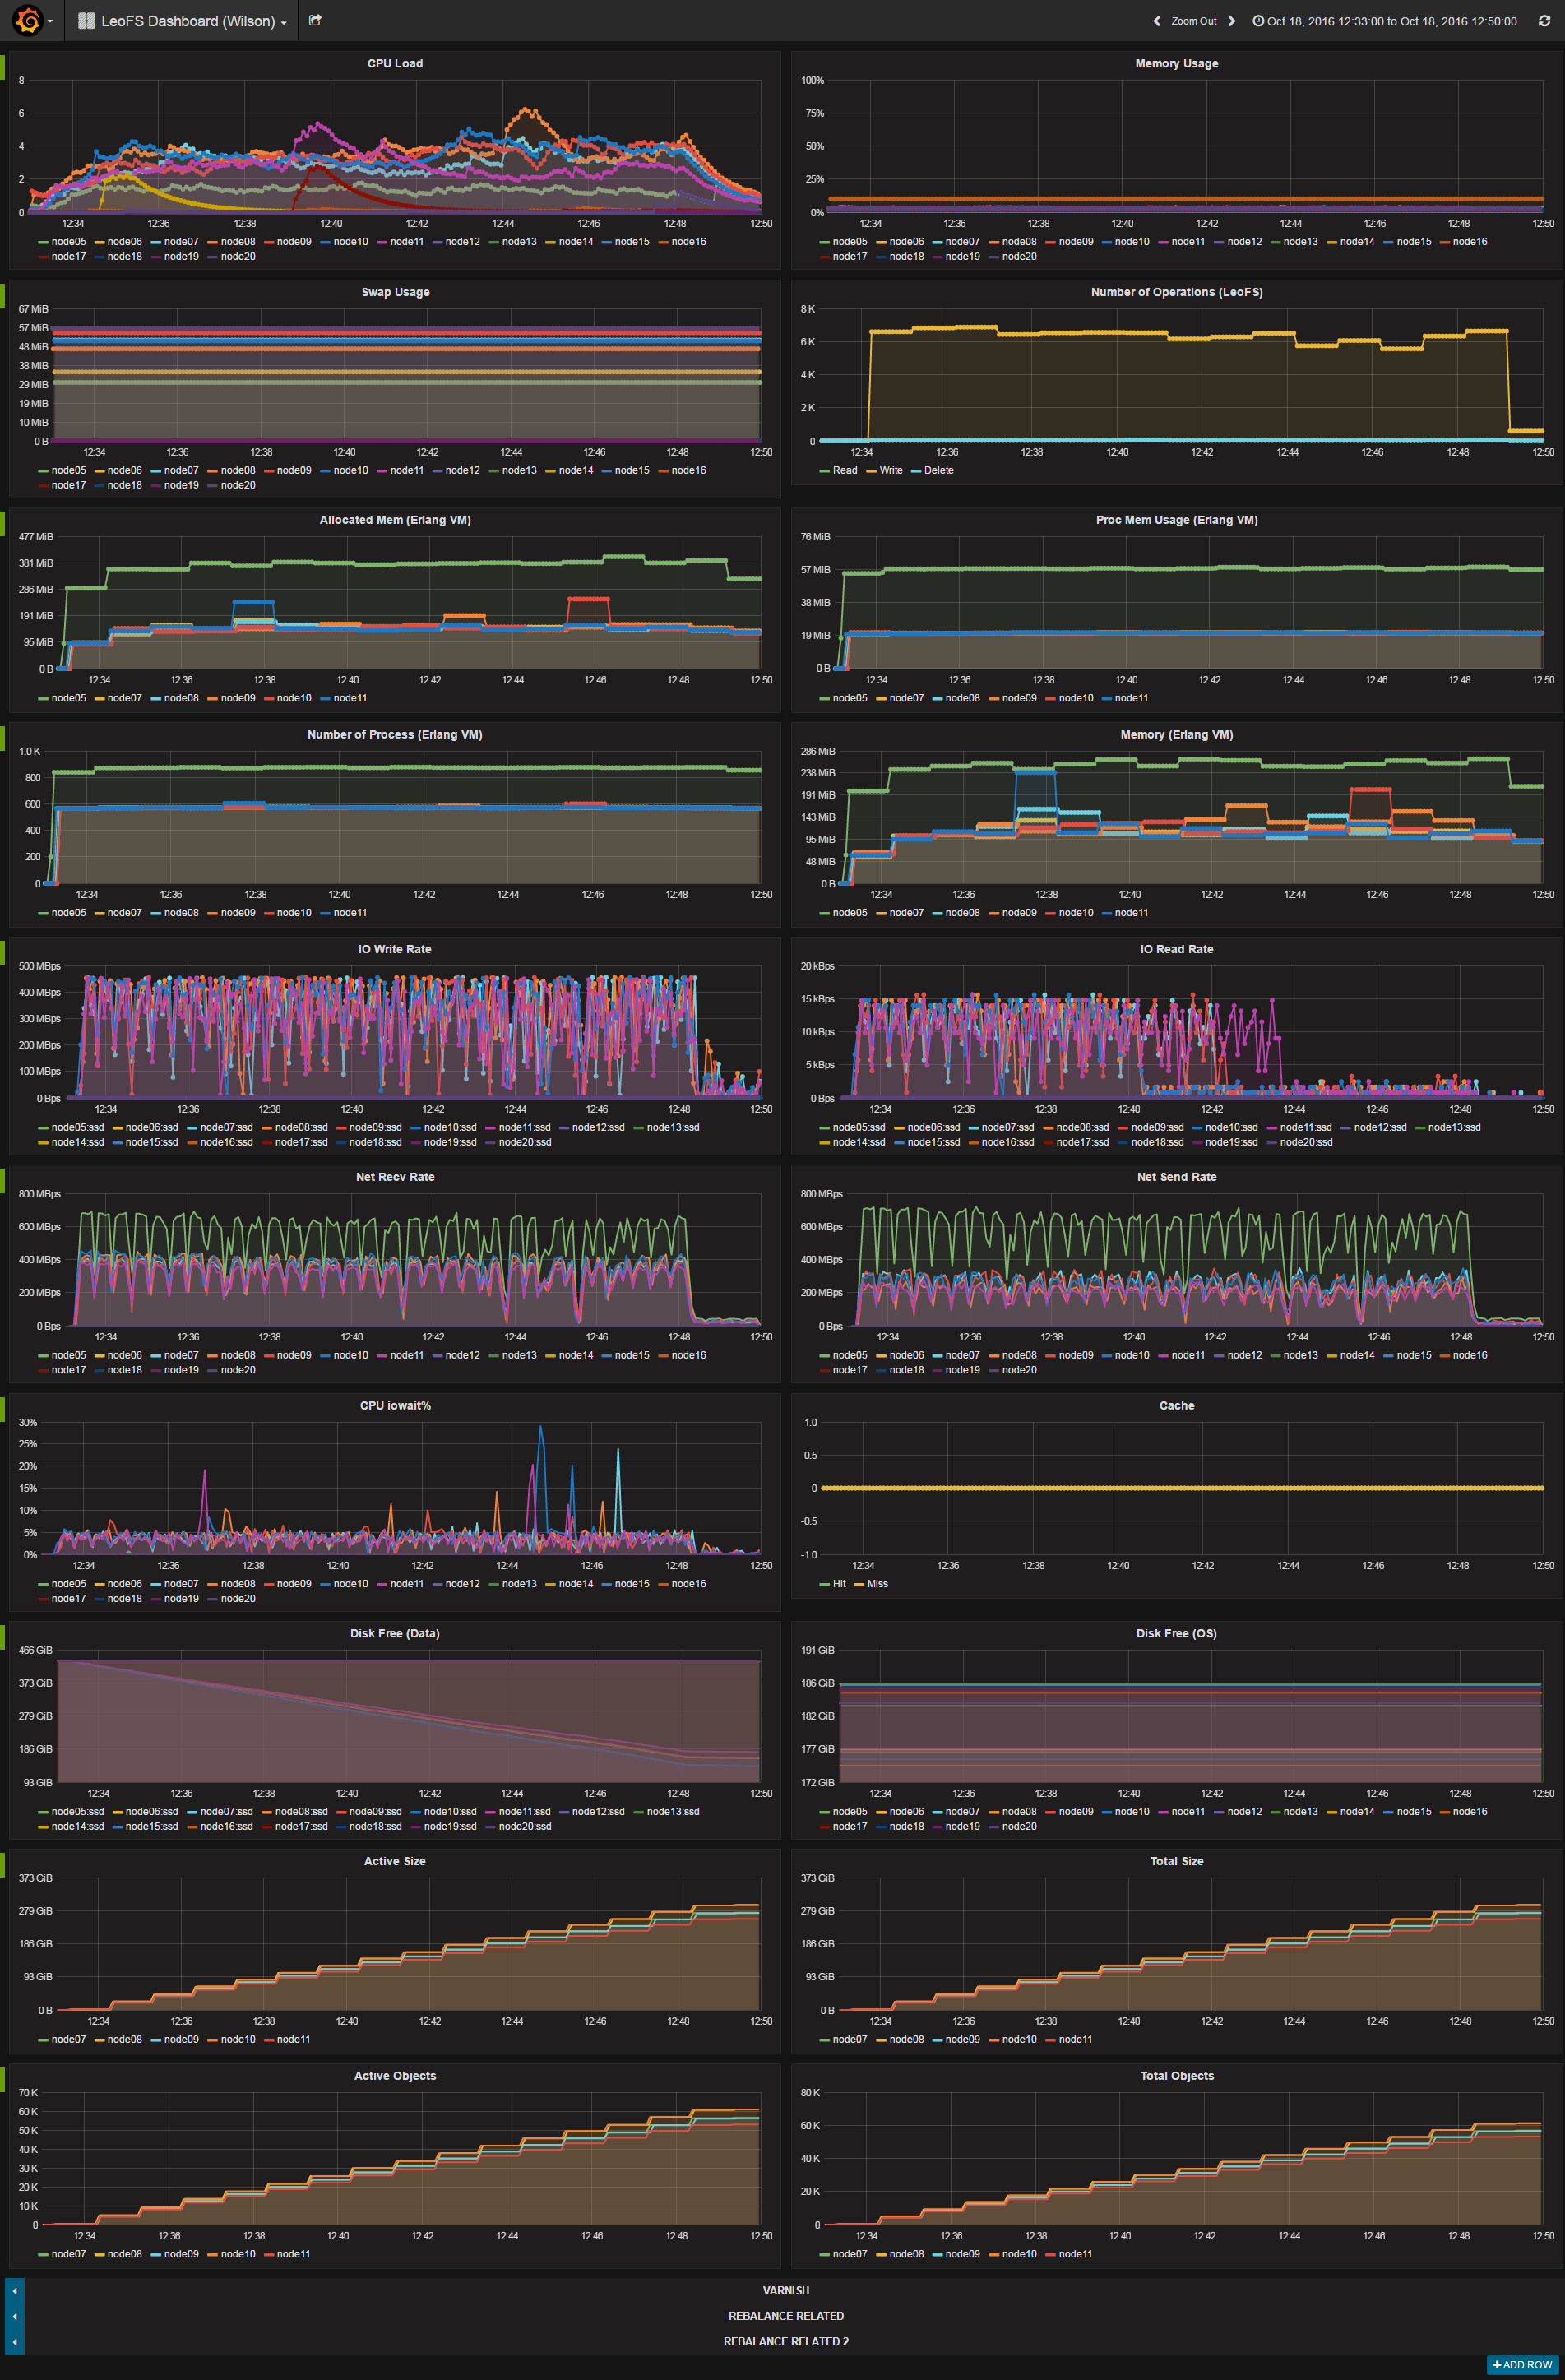 LeoFS Dashboard (Wilson)
Zoom Out
Oct 18, 2016 12:33:00 to Oct 18, 2016 12:50:00
CPU Load
8
6
4
2
0
12:34 12:36 12:38 12:40 12:42 12:44 12:46 12:48 12:50
node05 node06 node07 node08 node09 node10 node11 node12 node13 node14 node15 node16
node17 node18 node19 node20
Memory Usage
100%
75%
50%
25%
0%
12:34 12:36 12:38 12:40 12:42 12:44 12:46 12:48 12:50
node05 node06 node07 node08 node09 node10 node11 node12 node13 node14 node15 node16
node17 node18 node19 node20
Swap Usage
67 MiB
57 MiB
48 MiB
38 MiB
29 MiB
19 MiB
10 MiB
0 B
12:34 12:36 12:38 12:40 12:42 12:44 12:46 12:48 12:50
node05 node06 node07 node08 node09 node10 node11 node12 node13 node14 node15 node16
node17 node18 node19 node20
Number of Operations (LeoFS)
8 K
6 K
4 K
2 K
0
12:34 12:36 12:38 12:40 12:42 12:44 12:46 12:48 12:50
Read Write Delete
Allocated Mem (Erlang VM)
477 MiB
381 MiB
286 MiB
191 MiB
95 MiB
0 B
12:34 12:36 12:38 12:40 12:42 12:44 12:46 12:48 12:50
node05 node07 node08 node09 node10 node11
Proc Mem Usage (Erlang VM)
76 MiB
57 MiB
38 MiB
19 MiB
0 B
12:34 12:36 12:38 12:40 12:42 12:44 12:46 12:48 12:50
node05 node07 node08 node09 node10 node11
Number of Process (Erlang VM)
1.0 K
800
600
400
200
0
12:34 12:36 12:38 12:40 12:42 12:44 12:46 12:48 12:50
node05 node07 node08 node09 node10 node11
Memory (Erlang VM)
286 MiB
238 MiB
191 MiB
143 MiB
95 MiB
48 MiB
0 B
12:34 12:36 12:38 12:40 12:42 12:44 12:46 12:48 12:50
node05 node07 node08 node09 node10 node11
IO Write Rate
500 MBps
400 MBps
300 MBps
200 MBps
100 MBps
0 Bps
12:34 12:36 12:38 12:40 12:42 12:44 12:46 12:48 12:50
node05:ssd node06:ssd node07:ssd node08:ssd node09:ssd node10:ssd node11:ssd node12:ssd node13:ssd
node14:ssd node15:ssd node16:ssd node17:ssd node18:ssd node19:ssd node20:ssd
IO Read Rate
20 kBps
15 kBps
10 kBps
5 kBps
0 Bps
12:34 12:36 12:38 12:40 12:42 12:44 12:46 12:48 12:50
node05:ssd node06:ssd node07:ssd node08:ssd node09:ssd node10:ssd node11:ssd node12:ssd node13:ssd
node14:ssd node15:ssd node16:ssd node17:ssd node18:ssd node19:ssd node20:ssd
Net Recv Rate
800 MBps
600 MBps
400 MBps
200 MBps
0 Bps
12:34 12:36 12:38 12:40 12:42 12:44 12:46 12:48 12:50
node05 node06 node07 node08 node09 node10 node11 node12 node13 node14 node15 node16
node17 node18 node19 node20
Net Send Rate
800 MBps
600 MBps
400 MBps
200 MBps
0 Bps
12:34 12:36 12:38 12:40 12:42 12:44 12:46 12:48 12:50
node05 node06 node07 node08 node09 node10 node11 node12 node13 node14 node15 node16
node17 node18 node19 node20
CPU iowait%
30%
25%
20%
15%
10%
5%
0%
12:34 12:36 12:38 12:40 12:42 12:44 12:46 12:48 12:50
node05 node06 node07 node08 node09 node10 node11 node12 node13 node14 node15 node16
node17 node18 node19 node20
Cache
1.0
0.5
0
-0.5
-1.0
12:34 12:36 12:38 12:40 12:42 12:44 12:46 12:48 12:50
Hit Miss
Disk Free (Data)
466 GiB
373 GiB
279 GiB
186 GiB
93 GiB
12:34 12:36 12:38 12:40 12:42 12:44 12:46 12:48 12:50
node05:ssd node06:ssd node07:ssd node08:ssd node09:ssd node10:ssd node11:ssd node12:ssd node13:ssd
node14:ssd node15:ssd node16:ssd node17:ssd node18:ssd node19:ssd node20:ssd
Disk Free (OS)
191 GiB
186 GiB
182 GiB
177 GiB
172 GiB
12:34 12:36 12:38 12:40 12:42 12:44 12:46 12:48 12:50
node05 node06 node07 node08 node09 node10 node11 node12 node13 node14 node15 node16
node17 node18 node19 node20
Active Size
373 GiB
279 GiB
186 GiB
93 GiB
0 B
12:34 12:36 12:38 12:40 12:42 12:44 12:46 12:48 12:50
node07 node08 node09 node10 node11
Total Size
373 GiB
279 GiB
186 GiB
93 GiB
0 B
12:34 12:36 12:38 12:40 12:42 12:44 12:46 12:48 12:50
node07 node08 node09 node10 node11
Active Objects
70 K
60 K
50 K
40 K
30 K
20 K
10 K
0
12:34 12:36 12:38 12:40 12:42 12:44 12:46 12:48 12:50
node07 node08 node09 node10 node11
Total Objects
80 K
60 K
40 K
20 K
0
12:34 12:36 12:38 12:40 12:42 12:44 12:46 12:48 12:50
node07 node08 node09 node10 node11
VARNISH
REBALANCE RELATED
REBALANCE RELATED 2
+ ADD ROW